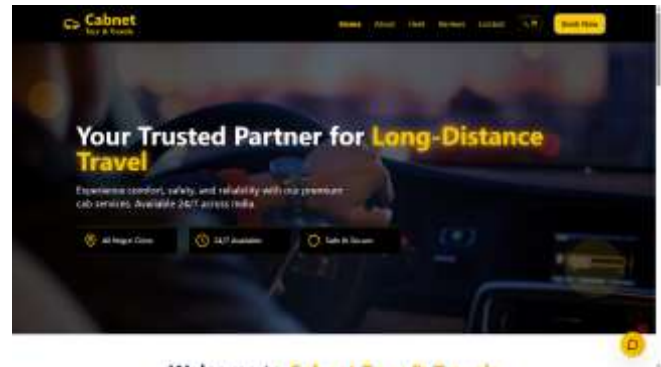 Cabnet
Tour & Travels
Home
About
Fleet
Reviews
Contact
Book Now
Your Trusted Partner for Long-Distance
Travel
Experience comfort, safety, and reliability with our premium
cab services. Available 24/7 across India.
All Major Cities
24/7 Available
Safe & Secure